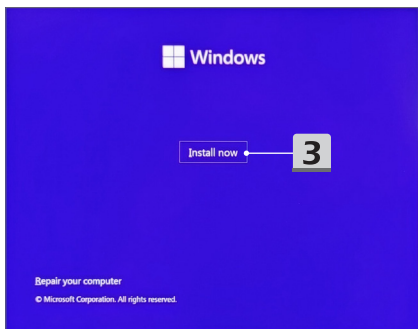 Windows
Install now
3
Repair your computer
© Microsoft Corporation. All rights reserved.